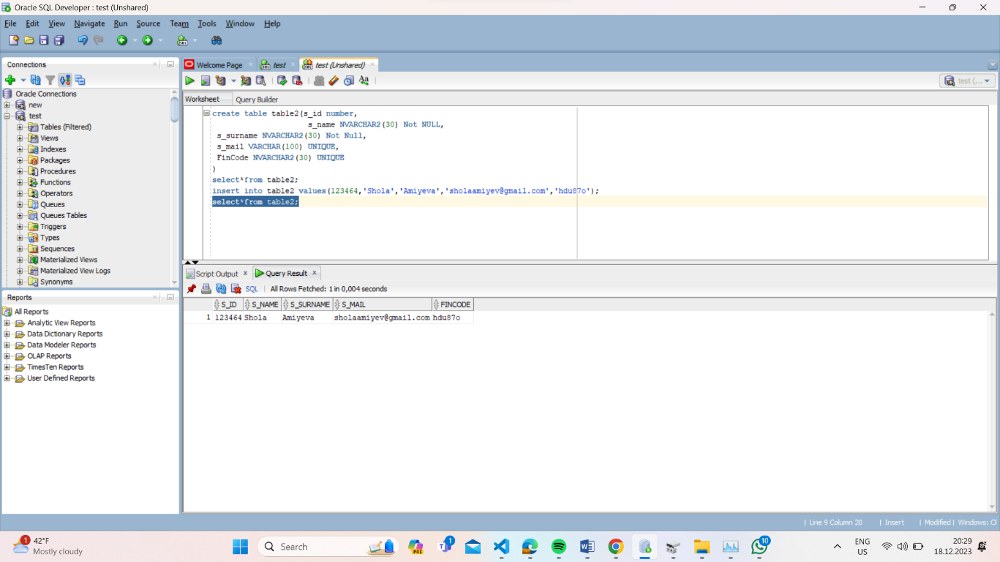 Oracle SQL Developer : test (Unshared)
File Edit View Navigate Run Source Team Tools Window Help
Connections
Oracle Connections
new
test
Tables (Filtered)
Views
Indexes
Packages
Procedures
Functions
Operators
Queues
Queues Tables
Triggers
Types
Sequences
Materialized Views
Materialized View Logs
Synonyms
Reports
All Reports
Analytic View Reports
Data Dictionary Reports
Data Modeler Reports
OLAP Reports
TimesTen Reports
User Defined Reports
Welcome Page test test (Unshared)
test (...
Worksheet Query Builder
create table table2(s_id number,
s_name NVARCHAR2(30) Not NULL,
s_surname NVARCHAR2(30) Not Null,
s_mail VARCHAR(100) UNIQUE,
FinCode NVARCHAR2(30) UNIQUE
)
select*from table2;
insert into table2 values(123464,'Shola','Amiyeva','sholaamiyev@gmail.com','hdu87o');
select*from table2;
Script Output x Query Result x
SQL | All Rows Fetched: 1 in 0,004 seconds
S_ID S_NAME S_SURNAME S_MAIL FINCODE
1 123464 Shola Amiyeva sholaamiyev@gmail.com hdu87o
| Line 9 Column 20 | Insert | Modified | Windows: CF
1 42°F
Mostly cloudy
Search
PRE
1
10
ENG
US
20:29
18.12.2023